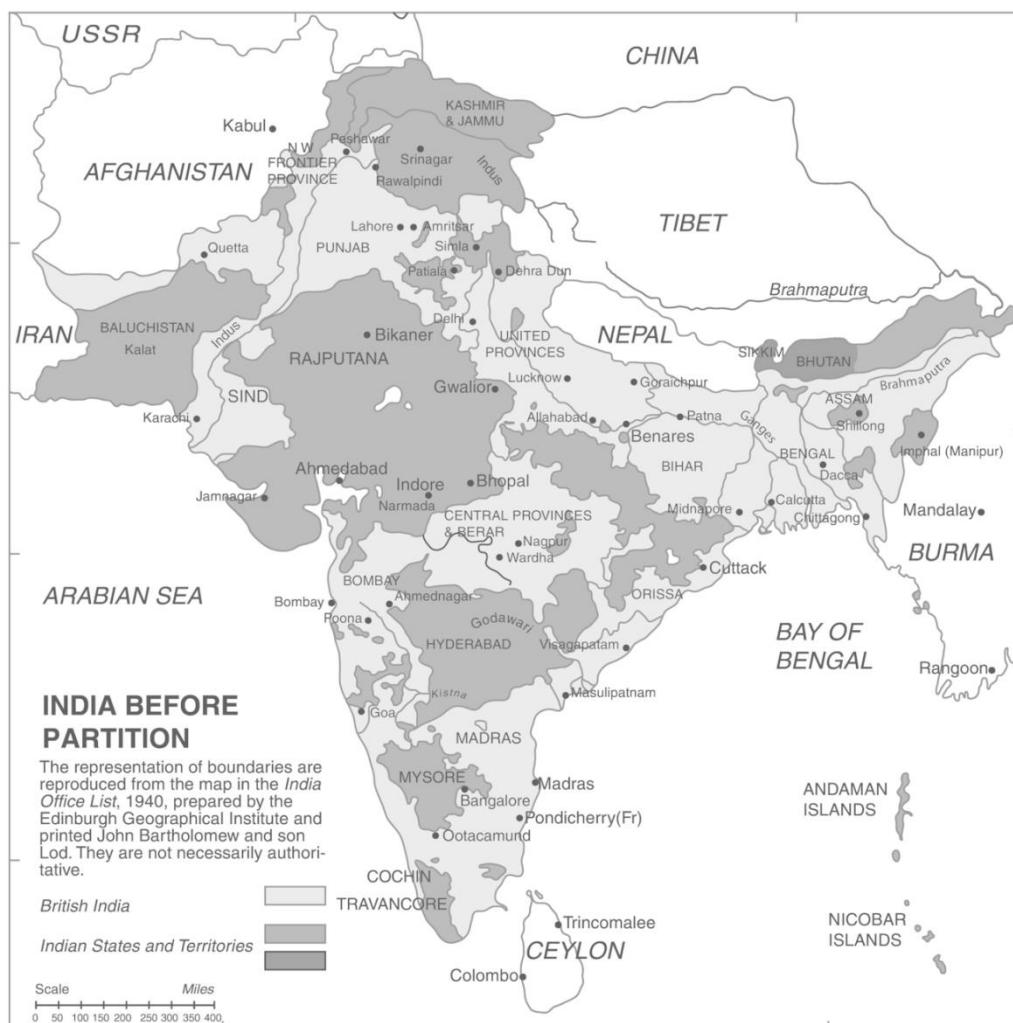 USSR
CHINA
KASHMIR
& JAMMU
Kabul
Peshawar
N W
FRONTIER
PROVINCE
Srinagar
Indus
Rawalpindi
AFGHANISTAN
TIBET
Lahore
Amritsar
PUNJAB
Simla
Quetta
Patiala
Dehra Dun
Brahmaputra
IRAN
BALUCHISTAN
Kalat
Indus
Bikaner
RAJPUTANA
Delhi
UNITED
PROVINCES
NEPAL
SIKKIM
BHUTAN
Brahmaputra
Lucknow
Goraichpur
Gwalior
SIND
Karachi
Allahabad
Benares
Patna
Ganges
ASSAM
Shillong
Imphal (Manipur)
BENGAL
Dacca
BIHAR
Ahmedabad
Jamnagar
Indore
Narmada
Bhopal
CENTRAL PROVINCES
& BERAR
Nagpur
Wardha
Midnapore
Calcutta
Chittagong
Mandalay
BURMA
Cuttack
ORISSA
ARABIAN SEA
BOMBAY
Bombay
Ahmednagar
Poona
Godawari
HYDERABAD
Visagapatam
BAY OF
BENGAL
Rangoon
Kistna
Masulipatnam
Goa
MADRAS
MYSORE
Bangalore
Madras
Pondicherry(Fr)
Ootacamund
COCHIN
TRAVANCORE
Trincomalee
CEYLON
Colombo
ANDAMAN
ISLANDS
NICOBAR
ISLANDS
INDIA BEFORE
PARTITION
The representation of boundaries are
reproduced from the map in the India
Office List, 1940, prepared by the
Edinburgh Geographical Institute and
printed John Bartholomew and son
Lod. They are not necessarily authori-
tative.
British India
Indian States and Territories
Scale Miles
0 50 100 150 200 250 300 350 400